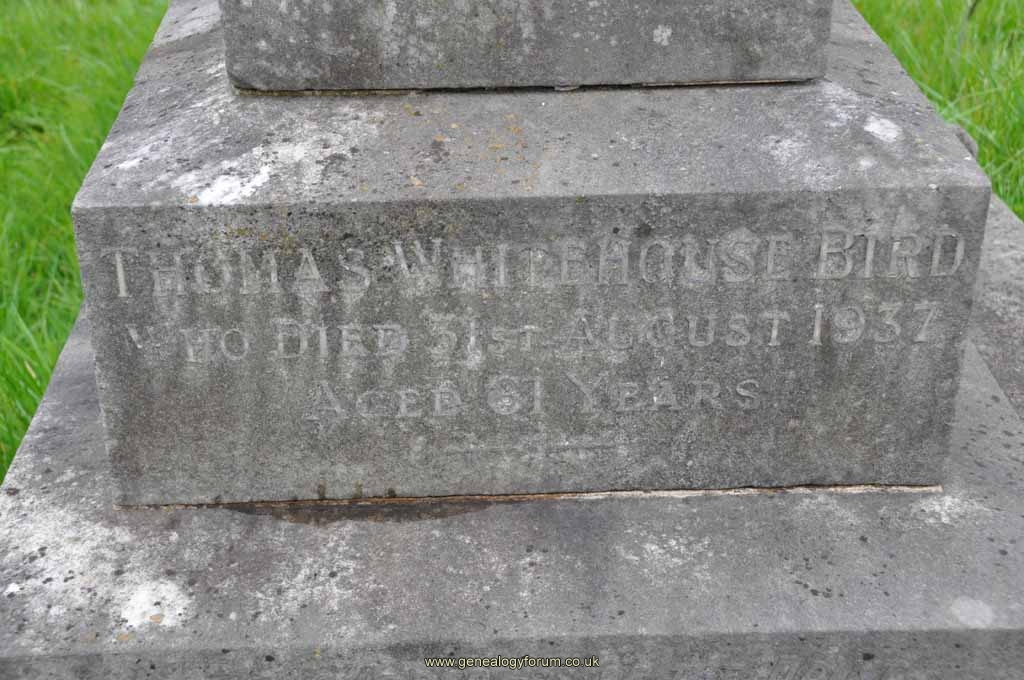 THOMAS WHITEHOUSE BIRD
WHO DIED 31ST AUGUST 1937
AGED 81 YEARS
www.genealogyforum.co.uk